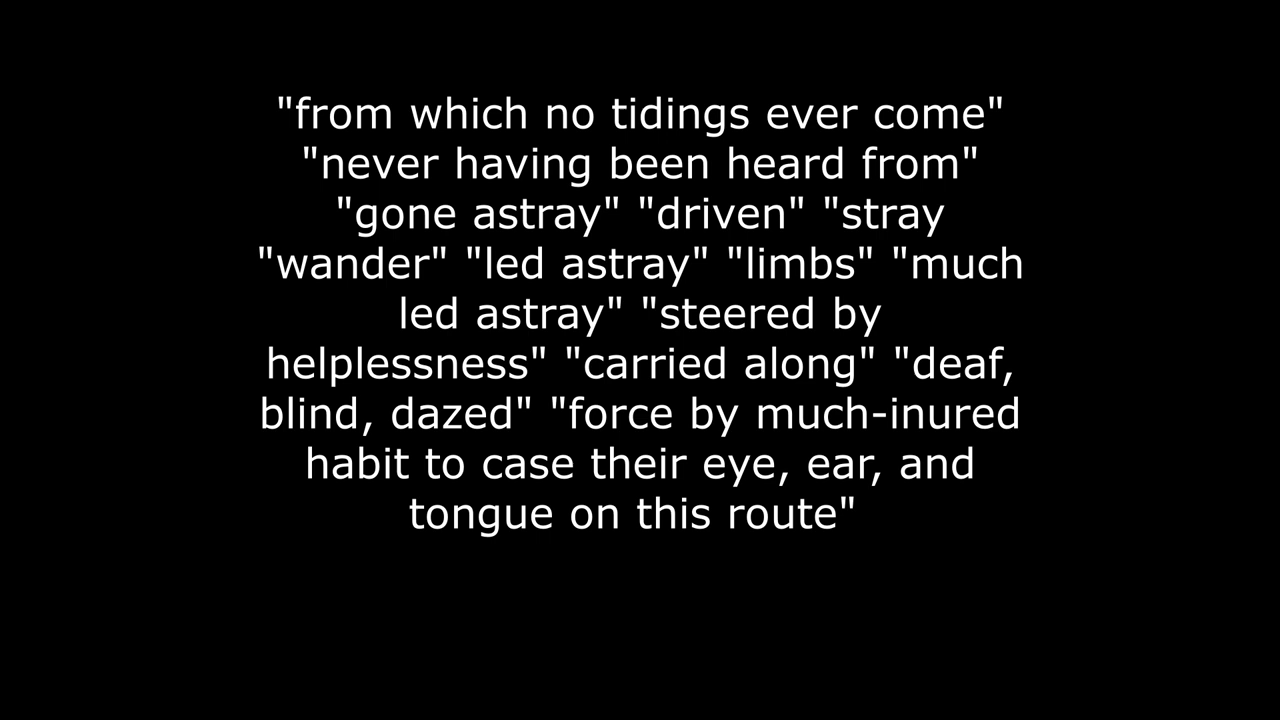 "from which no tidings ever come"
"never having been heard from"
"gone astray" "driven" "stray
"wander" "led astray" "limbs" "much
led astray" "steered by
helplessness" "carried along" "deaf,
blind, dazed" "force by much-inured
habit to case their eye, ear, and
tongue on this route"